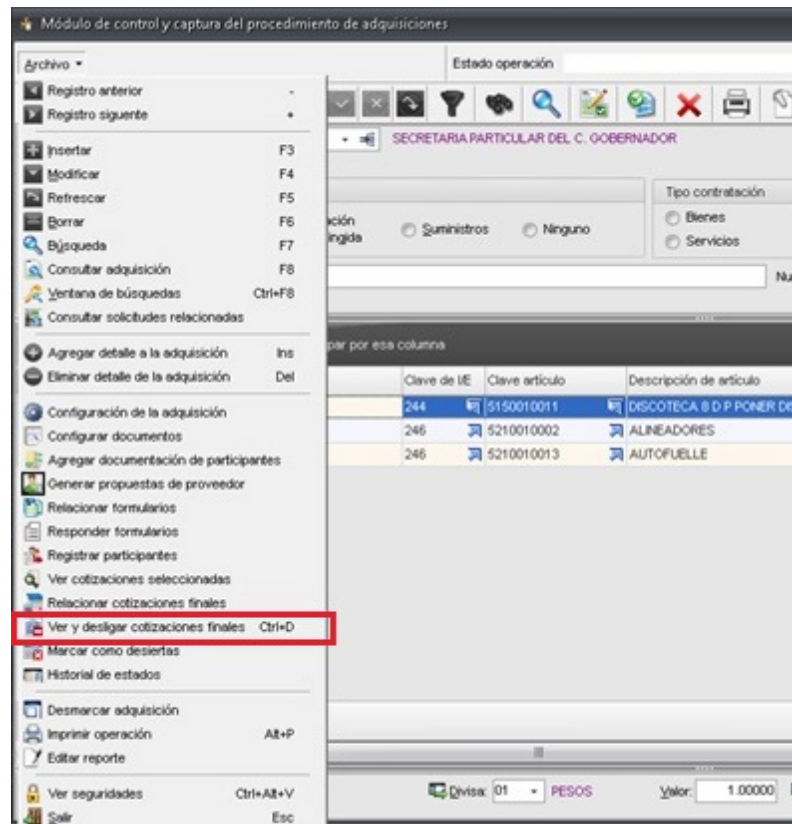 Módulo de control y captura del procedimiento de adquisiciones
Archivo
Estado operación
Registro anterior -
Registro siguente +
Insertar F3
Modificar F4
Refrescar F5
Borrar F6
Búsqueda F7
Consultar adquisición F8
Ventana de búsquedas Ctrl+F8
Consultar solicitudes relacionadas
Agregar detalle a la adquisición Ins
Eliminar detalle de la adquisición Del
Configuración de la adquisición
Configurar documentos
Agregar documentación de participantes
Generar propuestas de proveedor
Relacionar formularios
Responder formularios
Registrar participantes
Ver cotizaciones seleccionadas
Relacionar cotizaciones finales
Ver y desligar cotizaciones finales Ctrl+D
Marcar como desiertas
Historial de estados
Desmarcar adquisición
Imprimir operación Alt+P
Editar reporte
Ver seguridades Ctrl+Alt+V
Salir Esc
SECRETARIA PARTICULAR DEL C. GOBERNADOR
Tipo contratación
Suministros
Ninguno
Bienes
Servicios
par por esa columna
Clave de I/E Clave artículo Descripción de artículo
244 5150010011 DISCOTECA 8 D P PONER
246 5210010002 ALINEADORES
246 5210010013 AUTOFUELLE
Divisa: 01 PESOS Valor: 1.00000